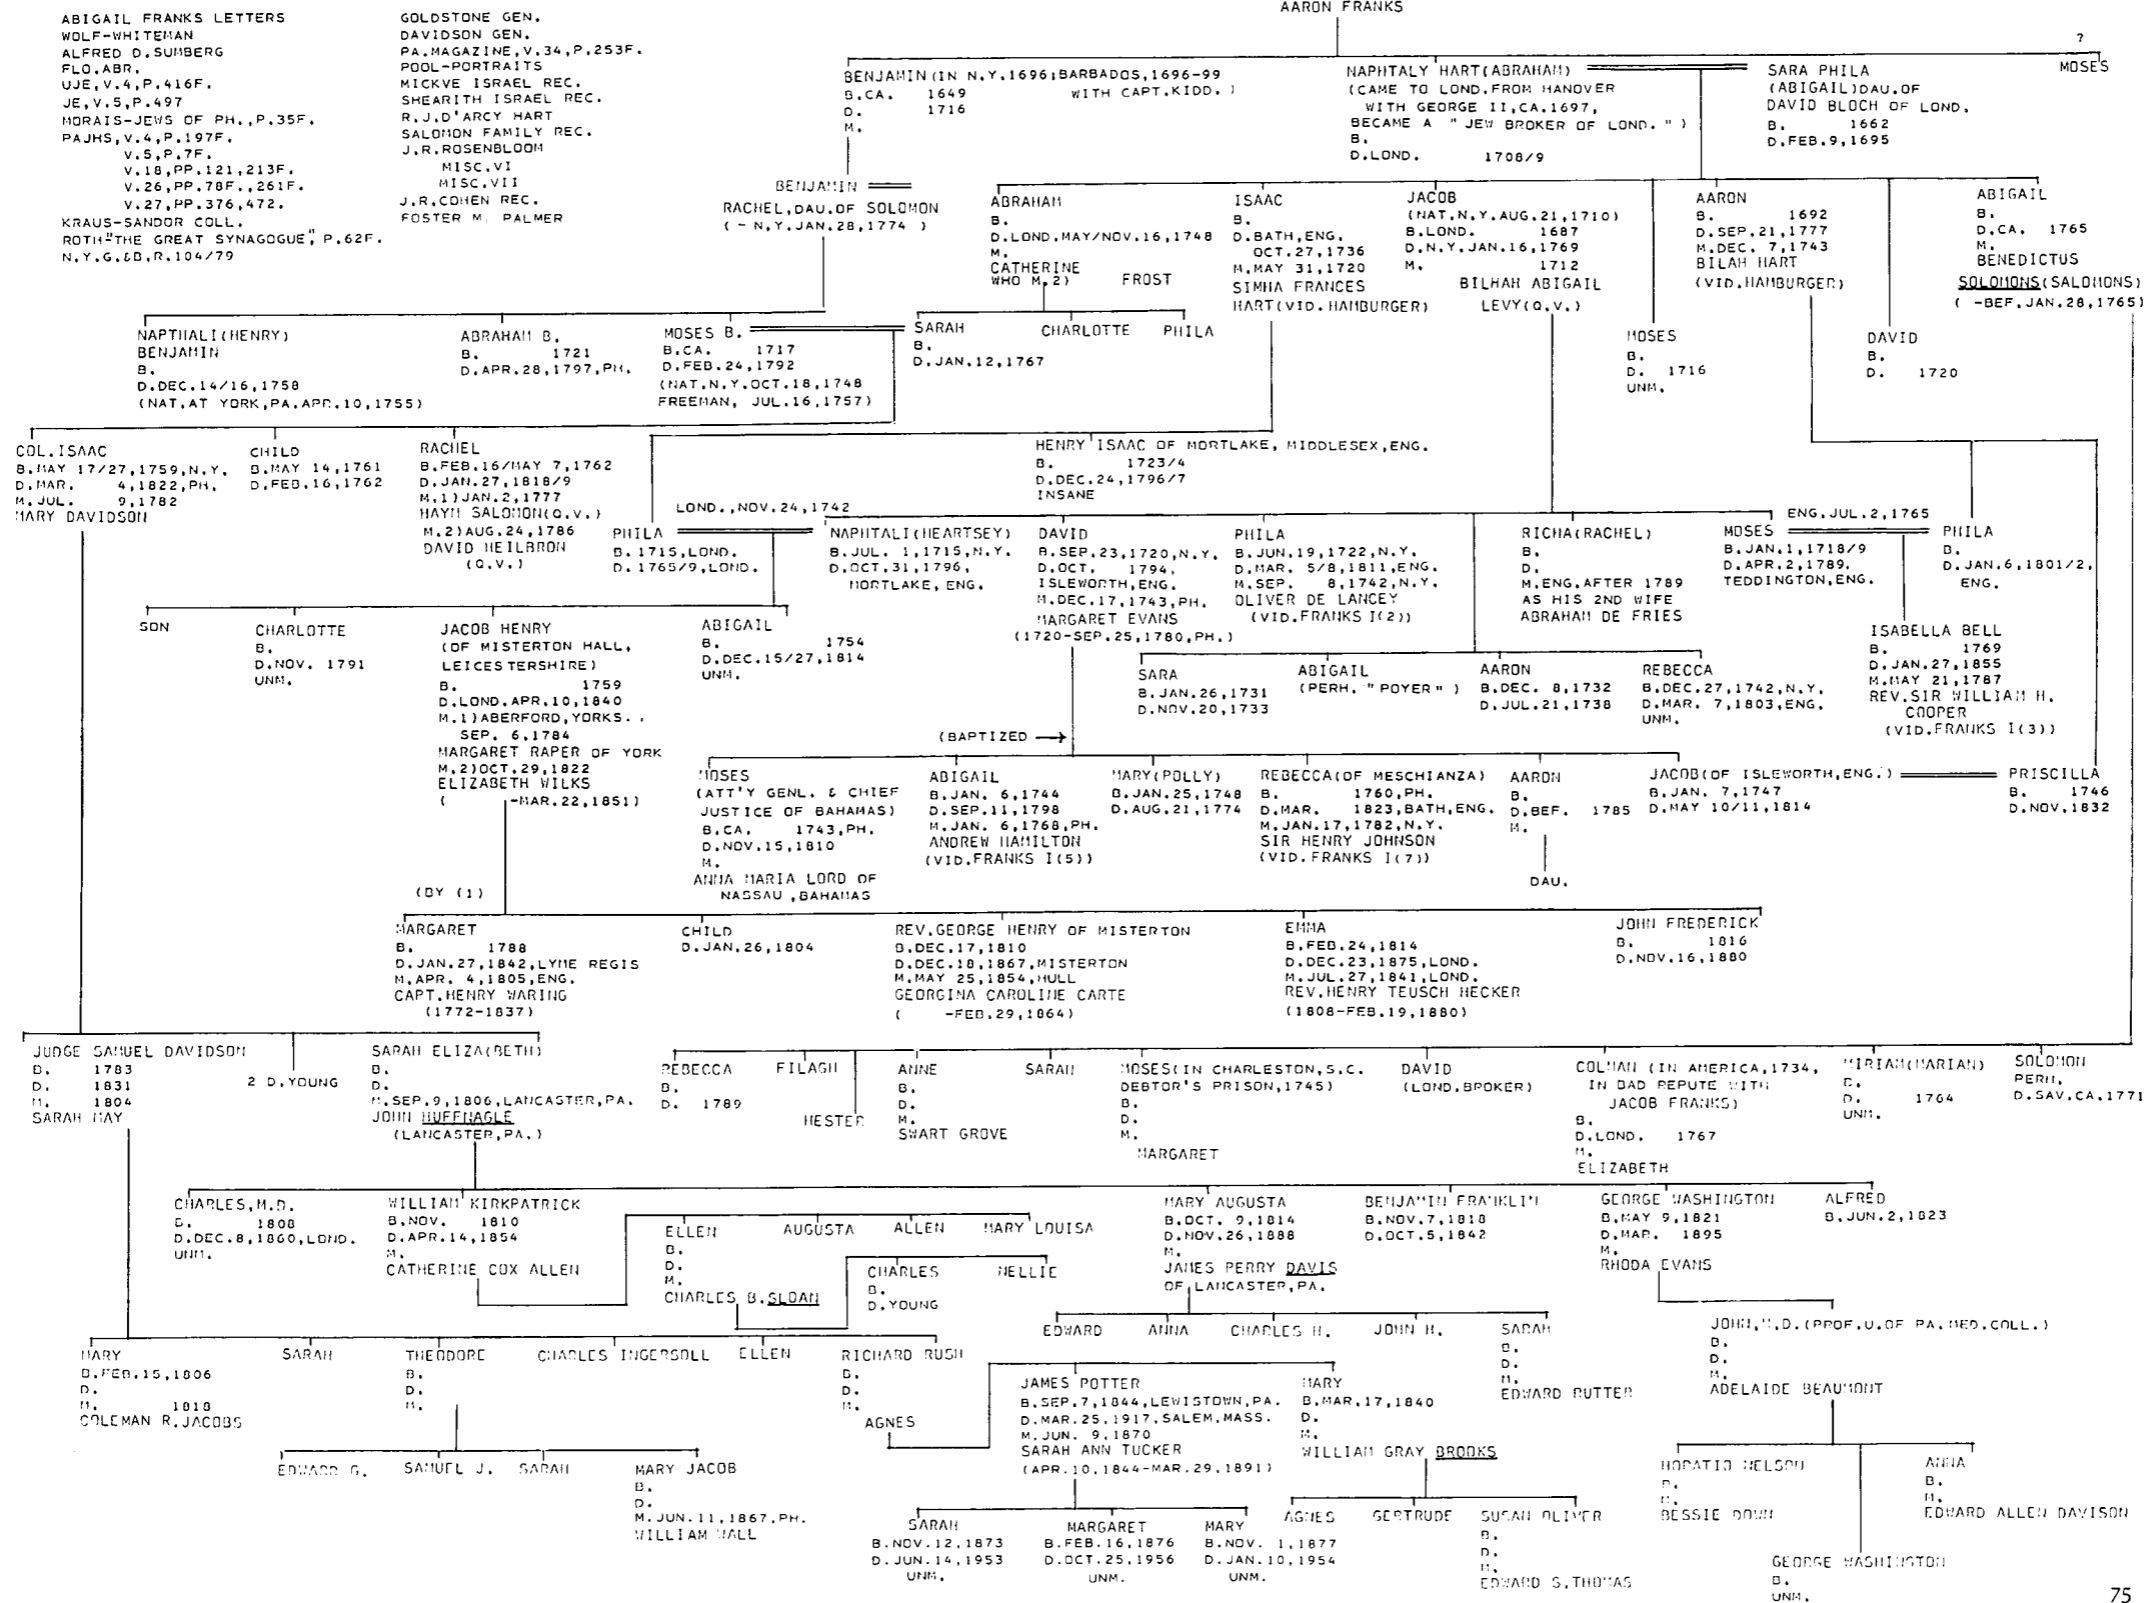 ABIGAIL FRANKS LETTERS
WOLF-WHITEMAN
ALFRED D.SUMBERG
FLO.ABR.
UJE,V.4,P.416F.
JE,V.5,P.497
MORAIS-JEWS OF PH.,P.35F.
PAJHS,V.4,P.197F.
V.5,P.7F.
V.18,PP.121,213F.
V.26,PP.78F.,261F.
V.27,PP.376,472.
KRAUS-SANDOR COLL.
ROTH-"THE GREAT SYNAGOGUE", P.62F.
N.Y.G.&B.R.104/79
GOLDSTONE GEN.
DAVIDSON GEN.
PA.MAGAZINE,V.34,P.253F.
POOL-PORTRAITS
MICKVE ISRAEL REC.
SHEARITH ISRAEL REC.
R.J.D'ARCY HART
SALOMON FAMILY REC.
J.R.ROSENBLOOM
MISC.VI
MISC.VII
J.R.COHEN REC.
FOSTER M. PALMER
AARON FRANKS
BENJAMIN(IN N.Y.1696;BARBADOS,1696-99
WITH CAPT.KIDD.)
B.CA. 1649
D. 1716
M.
NAPHTALY HART(ABRAHAM)
(CAME TO LOND.FROM HANOVER
WITH GEORGE II,CA.1697,
BECAME A "JEW BROKER OF LOND.")
B.
D.LOND. 1708/9
SARA PHILA
(ABIGAIL)DAU.OF
DAVID BLOCH OF LOND.
B. 1662
D.FEB.9,1695
?
MOSES
BENJAMIN
RACHEL,DAU.OF SOLOMON
( - N.Y.JAN.28,1774 )
ABRAHAM
B.
D.LOND.MAY/NOV.16,1748
M.
CATHERINE
WHO M.2) FROST
ISAAC
B.
D.BATH,ENG.
OCT.27,1736
M.MAY 31,1720
SIMHA FRANCES
HART(VID.HAMBURGER)
JACOB
(NAT.N.Y.AUG.21,1710)
B.LOND. 1687
D.N.Y.JAN.16,1769
M. 1712
BILHAH ABIGAIL
LEVY(Q.V.)
AARON
B. 1692
D.SEP.21,1777
M.DEC. 7,1743
BILAH HART
(VID.HAMBURGER)
ABIGAIL
B.
D.CA. 1765
M.
BENEDICTUS
SOLOMONS(SALOMONS)
( -BEF.JAN.28,1765)
NAPTHALI(HENRY)
BENJAMIN
B.
D.DEC.14/16,1758
(NAT.AT YORK,PA.APR.10,1755)
ABRAHAM B.
B. 1721
D.APR.28,1797,PH.
MOSES B.
B.CA. 1717
D.FEB.24,1792
(NAT.N.Y.OCT.18,1748
FREEMAN, JUL.16,1757)
SARAH
B.
D.JAN.12,1767
CHARLOTTE
PHILA
MOSES
B.
D. 1716
UNM.
DAVID
B.
D. 1720
COL.ISAAC
B.MAY 17/27,1759,N.Y.
D.MAR. 4,1822,PH.
M.JUL. 9,1782
MARY DAVIDSON
CHILD
B.MAY 14,1761
D.FEB.16,1762
RACHEL
B.FEB.16/MAY 7,1762
D.JAN.27,1818/9
M.1)JAN.2,1777
HAYM SALOMON(Q.V.)
M.2)AUG.24,1786
DAVID HEILBRON
(Q.V.)
HENRY ISAAC OF MORTLAKE, MIDDLESEX,ENG.
B. 1723/4
D.DEC.24,1796/7
INSANE
PHILA
B. 1715,LOND.
D. 1765/9,LOND.
LOND.,NOV.24,1742
NAPHTALI(HEARTSEY)
B.JUL. 1,1715,N.Y.
D.OCT.31,1796,
MORTLAKE, ENG.
DAVID
B.SEP.23,1720,N.Y.
D.OCT. 1794,
ISLEWORTH,ENG.
M.DEC.17,1743,PH.
MARGARET EVANS
(1720-SEP.25,1780,PH.)
PHILA
B.JUN.19,1722,N.Y.
D.MAR. 5/8,1811,ENG.
M.SEP. 8,1742,N.Y.
OLIVER DE LANCEY
(VID.FRANKS I(2))
RICHA(RACHEL)
B.
D.
M.ENG.AFTER 1789
AS HIS 2ND WIFE
ABRAHAM DE FRIES
MOSES
B.JAN.1,1718/9
D.APR.2,1789,
TEDDINGTON,ENG.
ENG.JUL.2,1765
PHILA
B.
D.JAN.6,1801/2,
ENG.
SON
CHARLOTTE
B.
D.NOV. 1791
UNM.
JACOB HENRY
(OF MISTERTON HALL,
LEICESTERSHIRE)
B. 1759
D.LOND.APR.10,1840
M.1)ABERFORD,YORKS.,
SEP. 6,1784
MARGARET RAPER OF YORK
M.2)OCT.29,1822
ELIZABETH WILKS
( -MAR.22,1851)
ABIGAIL
B. 1754
D.DEC.15/27,1814
UNM.
SARA
B.JAN.26,1731
D.NOV.20,1733
ABIGAIL
(PERH. "POYER")
AARON
B.DEC. 8,1732
D.JUL.21,1738
REBECCA
B.DEC.27,1742,N.Y.
D.MAR. 7,1803,ENG.
UNM.
ISABELLA BELL
B. 1769
D.JAN.27,1855
M.MAY 21,1787
REV.SIR WILLIAM H.
COOPER
(VID.FRANKS I(3))
(BAPTIZED
MOSES
(ATT'Y GENL. & CHIEF
JUSTICE OF BAHAMAS)
B.CA. 1743,PH.
D.NOV.15,1810
M.
ANNA MARIA LORD OF
NASSAU,BAHAMAS
ABIGAIL
B.JAN. 6,1744
D.SEP.11,1798
M.JAN. 6,1768,PH.
ANDREW HAMILTON
(VID.FRANKS I(5))
MARY(POLLY)
B.JAN.25,1748
D.AUG.21,1774
REBECCA(OF MESCHIANZA)
B. 1760,PH.
D.MAR. 1823,BATH,ENG.
M.JAN.17,1782,N.Y.
SIR HENRY JOHNSON
(VID.FRANKS I(7))
AARON
B.
D.BEF. 1785
M.
DAU.
JACOB(OF ISLEWORTH,ENG.)
B.JAN. 7,1747
D.MAY 10/11,1814
PRISCILLA
B. 1746
D.NOV.1832
(BY (1)
MARGARET
B. 1788
D.JAN.27,1842,LYME REGIS
M.APR. 4,1805,ENG.
CAPT.HENRY WARING
(1772-1837)
CHILD
D.JAN.26,1804
REV.GEORGE HENRY OF MISTERTON
B.DEC.17,1810
D.DEC.18,1867,MISTERTON
M.MAY 25,1854,HULL
GEORGINA CAROLINE CARTE
( -FEB.29,1864)
EMMA
B.FEB.24,1814
D.DEC.23,1875,LOND.
M.JUL.27,1841,LOND.
REV.HENRY TEUSCH HECKER
(1808-FEB.19,1880)
JOHN FREDERICK
B. 1816
D.NOV.16,1880
JUDGE SAMUEL DAVIDSON
B. 1783
D. 1831
M. 1804
SARAH MAY
2 D.YOUNG
SARAH ELIZA(BETH)
B.
D.
M.SEP.9,1806,LANCASTER,PA.
JOHN HUFFNAGLE
(LANCASTER,PA.)
REBECCA
B.
D. 1789
FILAGH
HESTER
ANNE
B.
D.
M.
SWART GROVE
SARAH
MOSES(IN CHARLESTON,S.C.
DEBTOR'S PRISON,1745)
B.
D.
M.
MARGARET
DAVID
(LOND.BROKER)
COLMAN (IN AMERICA,1734,
IN BAD REPUTE WITH
JACOB FRANKS)
B.
D.LOND. 1767
M.
ELIZABETH
MIRIAM(MARIAN)
B.
D. 1764
UNM.
SOLOMON
PERH.
D.SAV.CA.1771
CHARLES,M.D.
B. 1808
D.DEC.8,1860,LOND.
UNM.
WILLIAM KIRKPATRICK
B.NOV. 1810
D.APR.14,1854
M.
CATHERINE COX ALLEN
ELLEN
B.
D.
M.
CHARLES B.SLOAN
AUGUSTA
ALLEN
MARY LOUISA
CHARLES
B.
D.YOUNG
NELLIE
MARY AUGUSTA
B.OCT. 9,1814
D.NOV.26,1888
M.
JAMES PERRY DAVIS
OF LANCASTER,PA.
BENJAMIN FRANKLIN
B.NOV.7,1818
D.OCT.5,1842
GEORGE WASHINGTON
B.MAY 9,1821
D.MAR. 1895
M.
RHODA EVANS
ALFRED
B.JUN.2,1823
EDWARD
ANNA
CHARLES H.
JOHN H.
SARAH
B.
D.
M.
EDWARD RUTTER
JOHN,M.D.(PROF.U.OF PA.MED.COLL.)
B.
D.
M.
ADELAIDE BEAUMONT
MARY
B.FEB.15,1806
D.
M. 1818
COLEMAN R.JACOBS
SARAH
THEODORE
B.
D.
M.
CHARLES INGERSOLL
ELLEN
RICHARD RUSH
B.
D.
M.
AGNES
JAMES POTTER
B.SEP.7,1844,LEWISTOWN,PA.
D.MAR.25,1917,SALEM,MASS.
M.JUN. 9,1870
SARAH ANN TUCKER
(APR.10,1844-MAR.29,1891)
MARY
B.MAR.17,1840
D.
M.
WILLIAM GRAY BROOKS
EDWARD G.
SAMUEL J.
SARAH
MARY JACOB
B.
D.
M.JUN.11,1867,PH.
WILLIAM WALL
SARAH
B.NOV.12,1873
D.JUN.14,1953
UNM.
MARGARET
B.FEB.16,1876
D.OCT.25,1956
UNM.
MARY
B.NOV. 1,1877
D.JAN.10,1954
UNM.
AGNES
GERTRUDE
SUSAN OLIVER
B.
D.
M.
EDWARD S.THOMAS
HORATIO NELSON
B.
M.
BESSIE DOWN
ANNA
B.
M.
EDWARD ALLEN DAVISON
GEORGE WASHINGTON
B.
UNM.
75